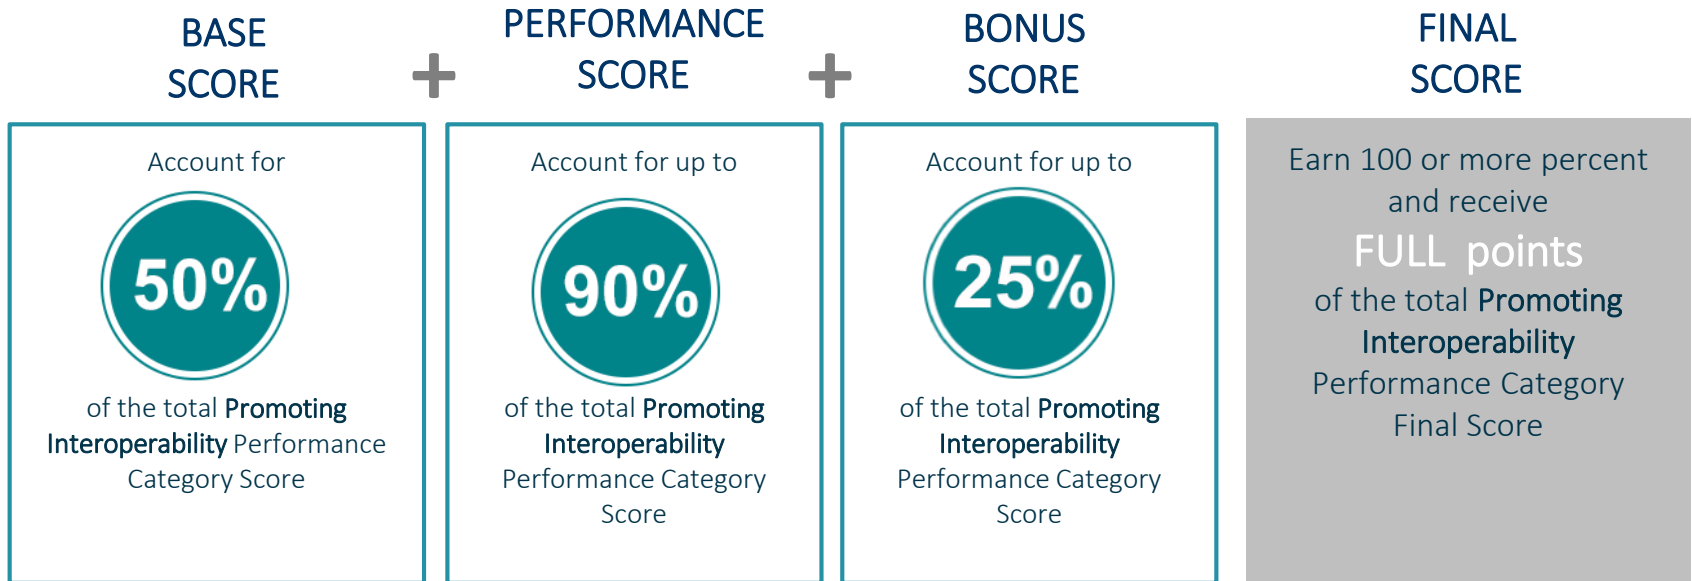 BASE
SCORE
+
PERFORMANCE
SCORE
+
BONUS
SCORE
FINAL
SCORE
Account for
50%
of the total Promoting
Interoperability Performance
Category Score
Account for up to
90%
of the total Promoting
Interoperability
Performance Category
Score
Account for up to
25%
of the total Promoting
Interoperability
Performance Category
Score
Earn 100 or more percent
and receive
FULL points
of the total Promoting
Interoperability
Performance Category
Final Score